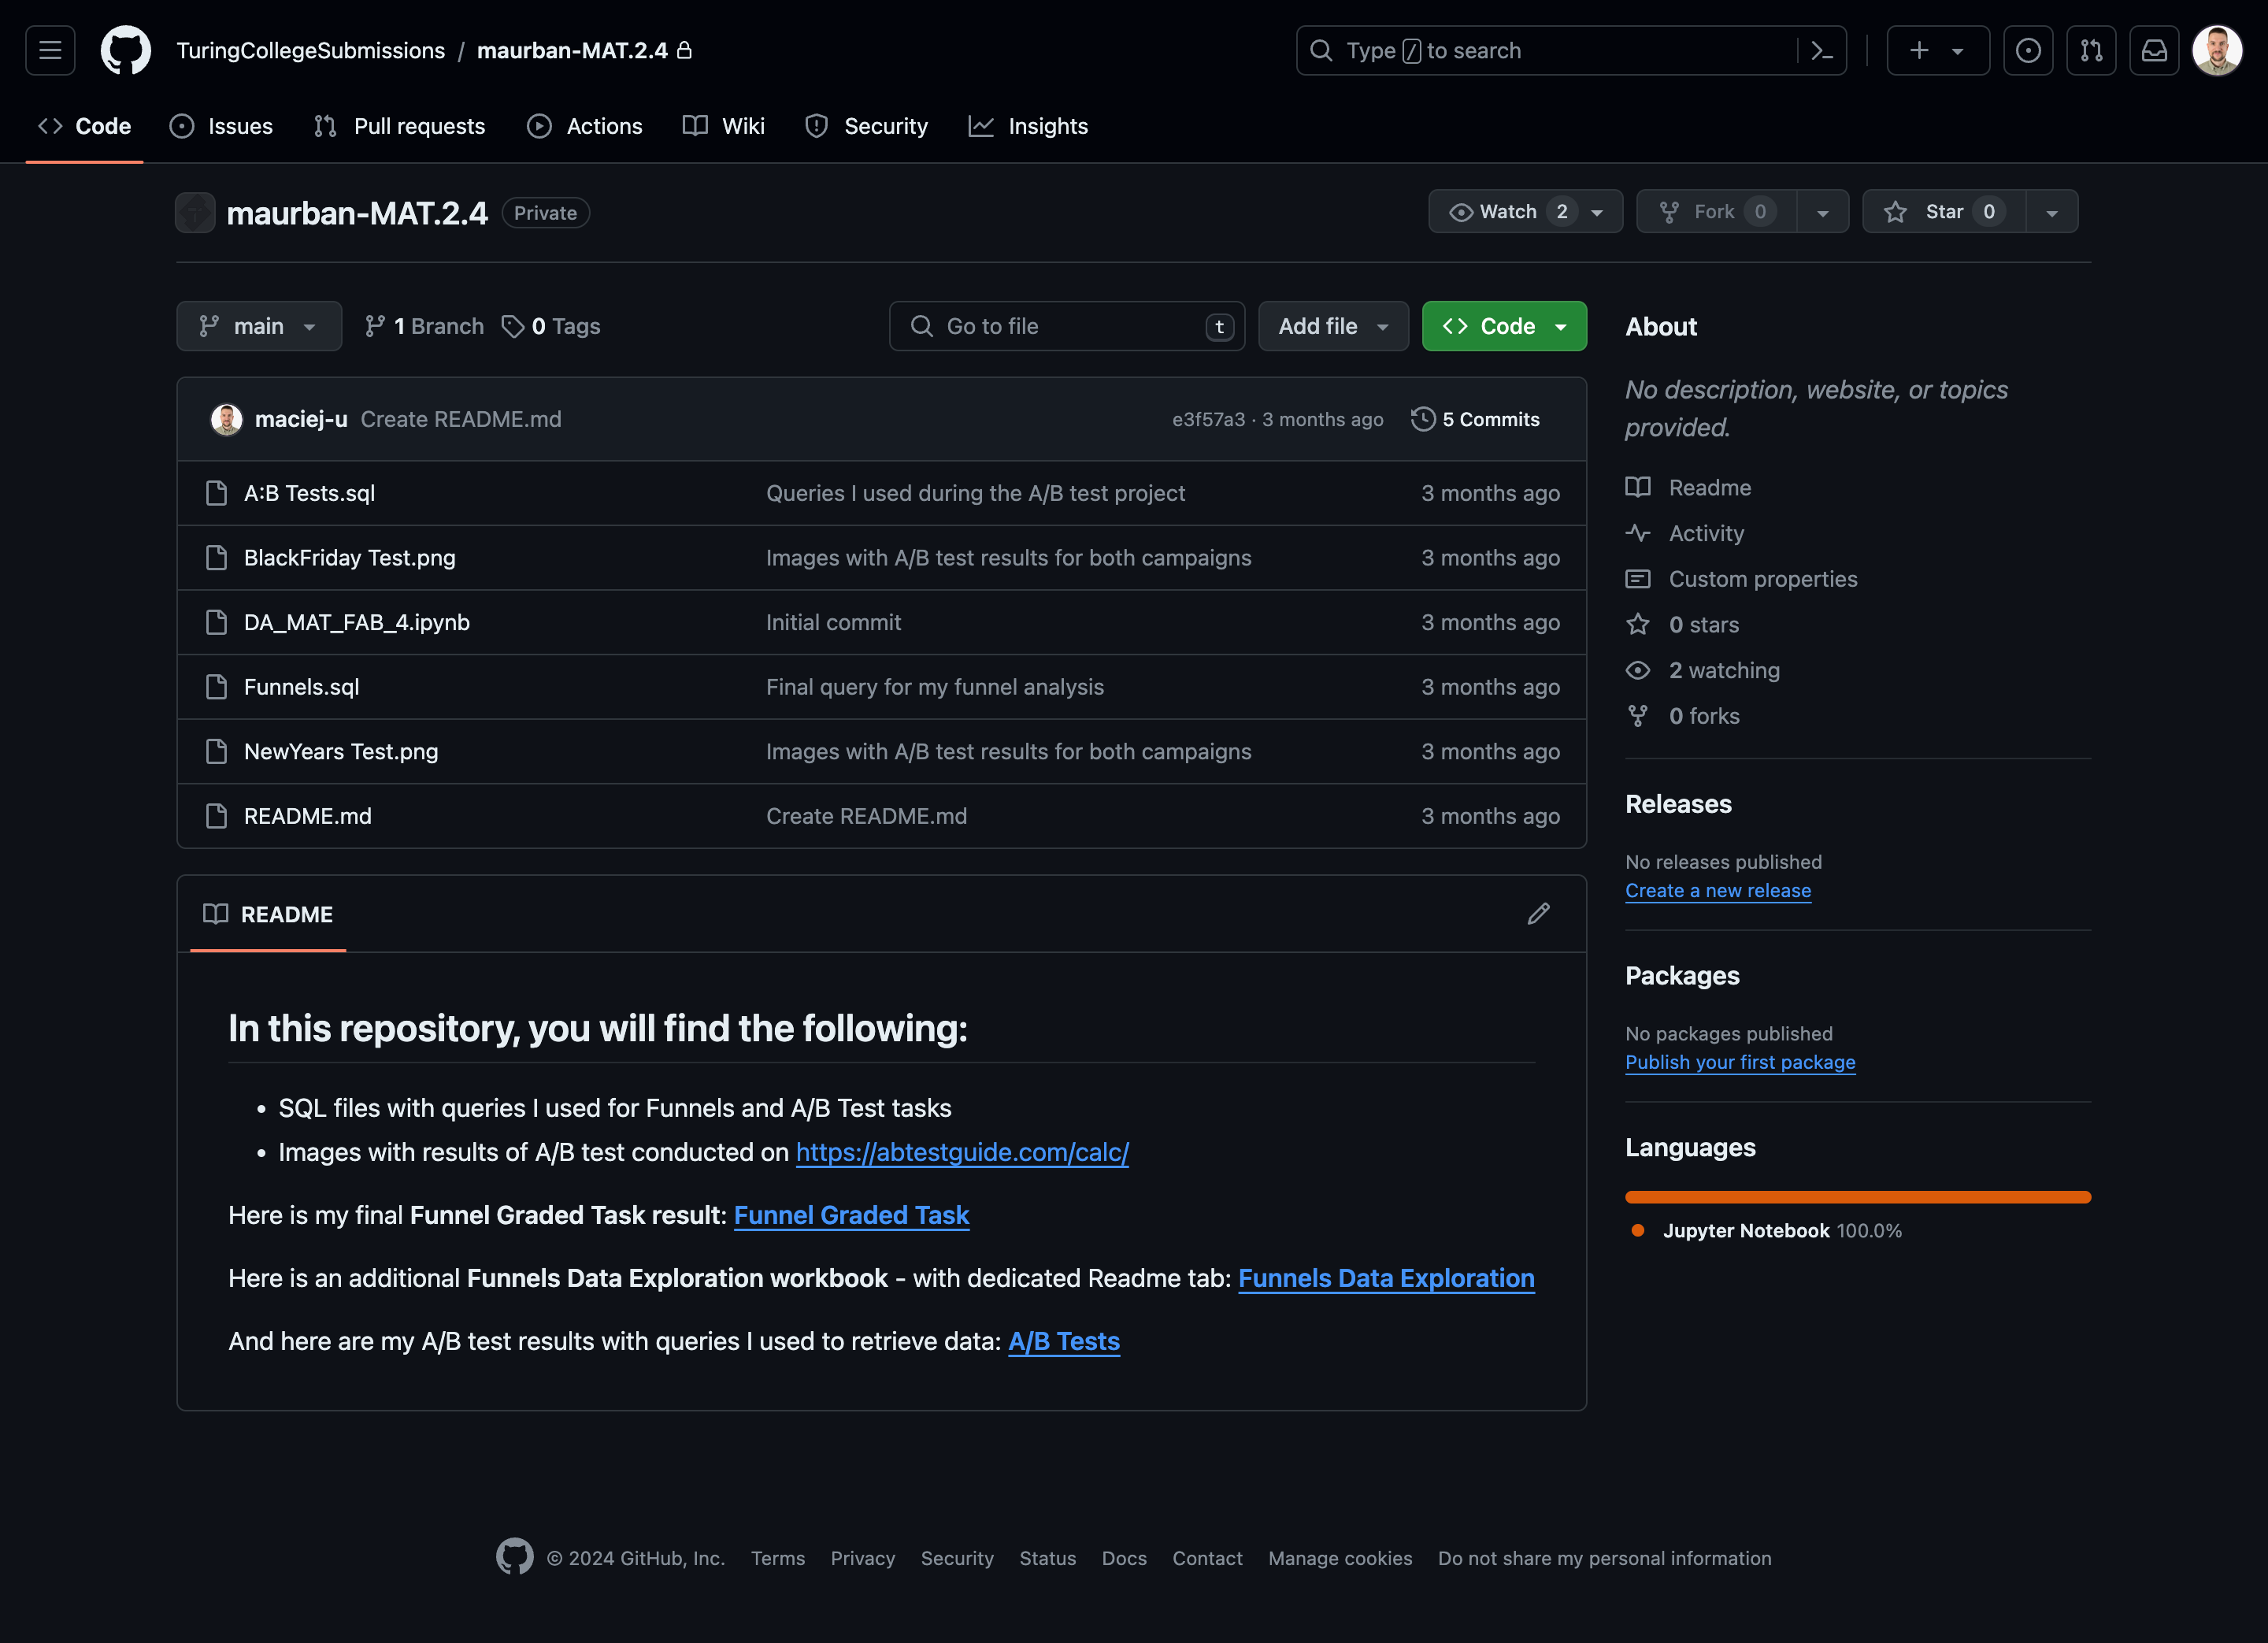 TuringCollegeSubmissions / maurban-MAT.2.4
Type / to search
Code
Issues
Pull requests
Actions
Wiki
Security
Insights
maurban-MAT.2.4 Private
Watch 2
Fork 0
Star 0
main
1 Branch
0 Tags
Go to file t
Add file
Code
maciej-u Create README.md e3f57a3 · 3 months ago 5 Commits
A:B Tests.sql Queries I used during the A/B test project 3 months ago
BlackFriday Test.png Images with A/B test results for both campaigns 3 months ago
DA_MAT_FAB_4.ipynb Initial commit 3 months ago
Funnels.sql Final query for my funnel analysis 3 months ago
NewYears Test.png Images with A/B test results for both campaigns 3 months ago
README.md Create README.md 3 months ago
README
In this repository, you will find the following:
• SQL files with queries I used for Funnels and A/B Test tasks
• Images with results of A/B test conducted on https://abtestguide.com/calc/
Here is my final Funnel Graded Task result: Funnel Graded Task
Here is an additional Funnels Data Exploration workbook - with dedicated Readme tab: Funnels Data Exploration
And here are my A/B test results with queries I used to retrieve data: A/B Tests
About
No description, website, or topics
provided.
Readme
Activity
Custom properties
0 stars
2 watching
0 forks
Releases
No releases published
Create a new release
Packages
No packages published
Publish your first package
Languages
Jupyter Notebook 100.0%
© 2024 GitHub, Inc. Terms Privacy Security Status Docs Contact Manage cookies Do not share my personal information